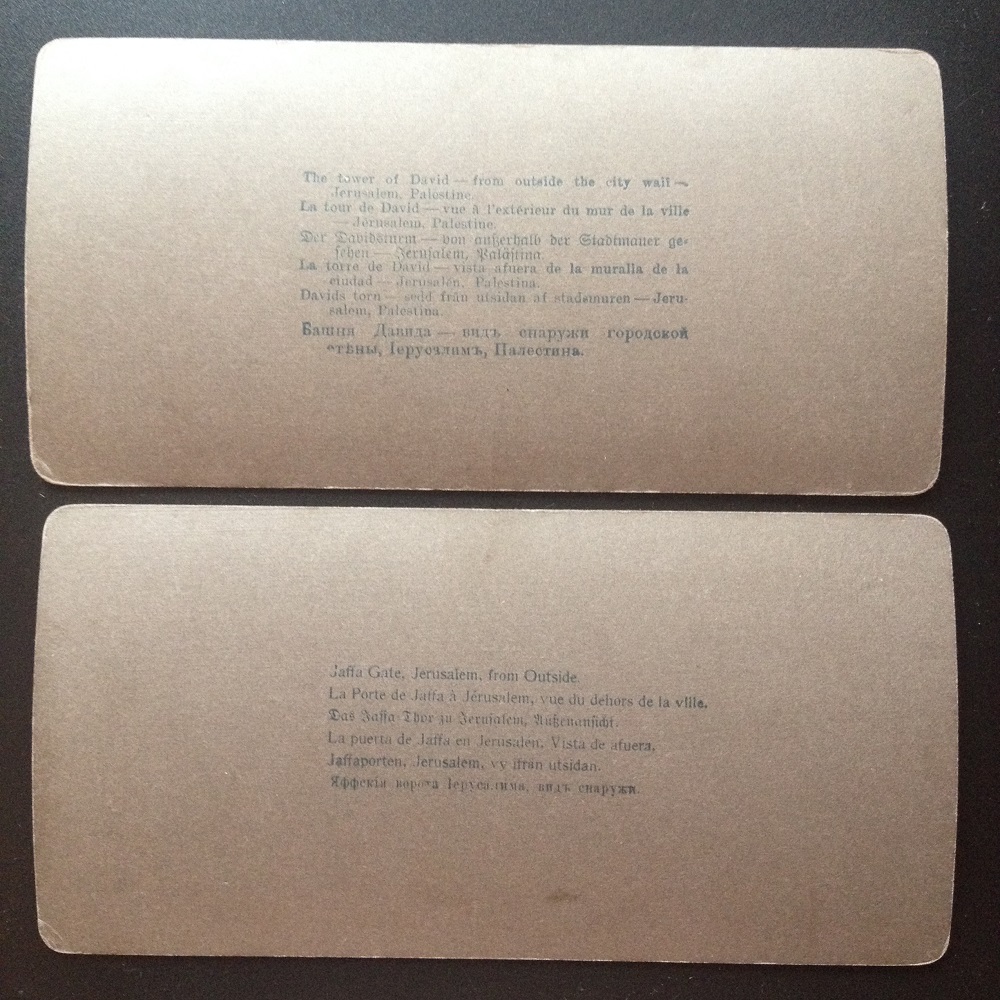 The tower of David — from outside the city wall —
Jerusalem, Palestine.
La tour de David — vue à l'extérieur du mur de la ville
— Jérusalem, Palestine.
Der Davidsturm — von außerhalb der Stadtmauer ge-
sehen — Jerusalem, Palästina.
La torre de David — vista afuera de la muralla de la
ciudad — Jerusalén, Palestina.
Davids torn — sedd från utsidan af stadsmuren — Jeru-
salem, Palestina.
Башня Давида — видъ снаружи городской
стѣны, Іерусалимъ, Палестина.
Jaffa Gate, Jerusalem, from Outside.
La Porte de Jaffa à Jérusalem, vue du dehors de la ville.
Das Jaffa-Thor zu Jerusalem, Außenansicht.
La puerta de Jaffa en Jerusalén. Vista de afuera.
Jaffaporten, Jerusalem, vy ifrån utsidan.
Яффскія ворота Іерусалима, видъ снаружи.